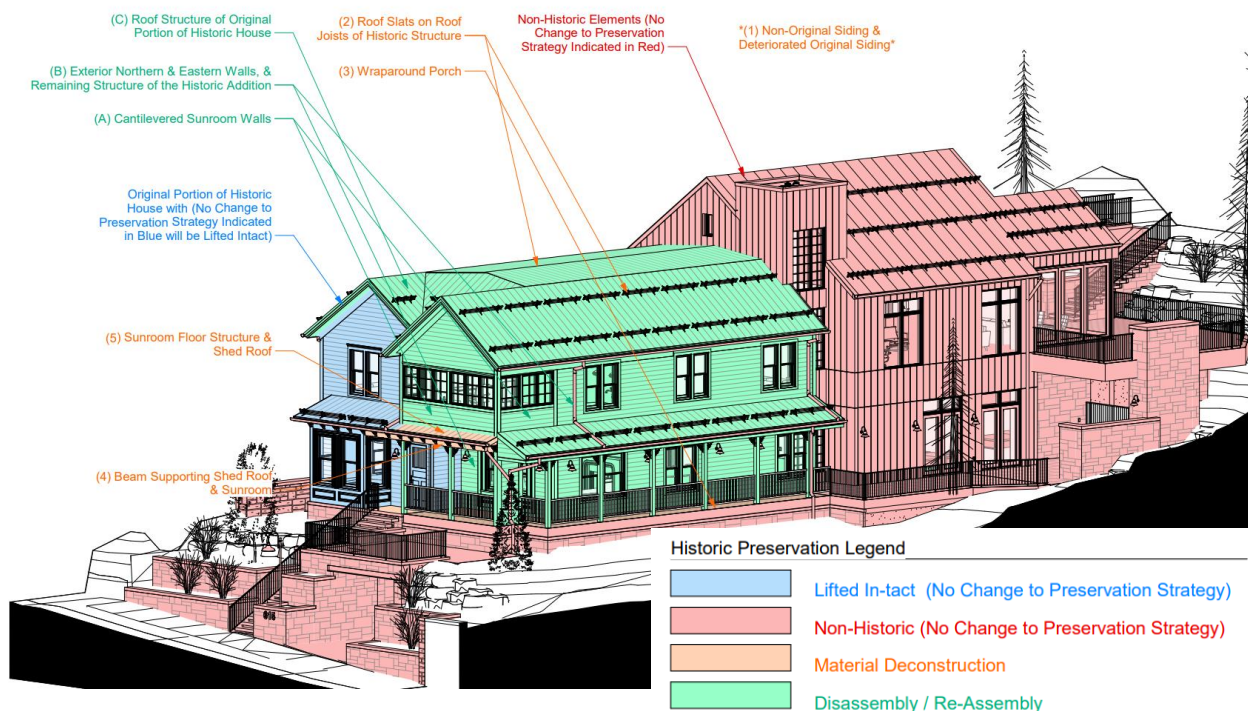 (C) Roof Structure of Original
Portion of Historic House
(2) Roof Slats on Roof
Joists of Historic Structure
Non-Historic Elements (No
Change to Preservation
Strategy Indicated in Red)
*(1) Non-Original Siding &
Deteriorated Original Siding*
(B) Exterior Northern & Eastern Walls, &
Remaining Structure of the Historic Addition
(3) Wraparound Porch
(A) Cantilevered Sunroom Walls
Original Portion of Historic
House with (No Change to
Preservation Strategy Indicated
in Blue will be Lifted Intact)
(5) Sunroom Floor Structure &
Shed Roof
(4) Beam Supporting Shed Roof
& Sunroom
Historic Preservation Legend
Lifted In-tact (No Change to Preservation Strategy)
Non-Historic (No Change to Preservation Strategy)
Material Deconstruction
Disassembly / Re-Assembly